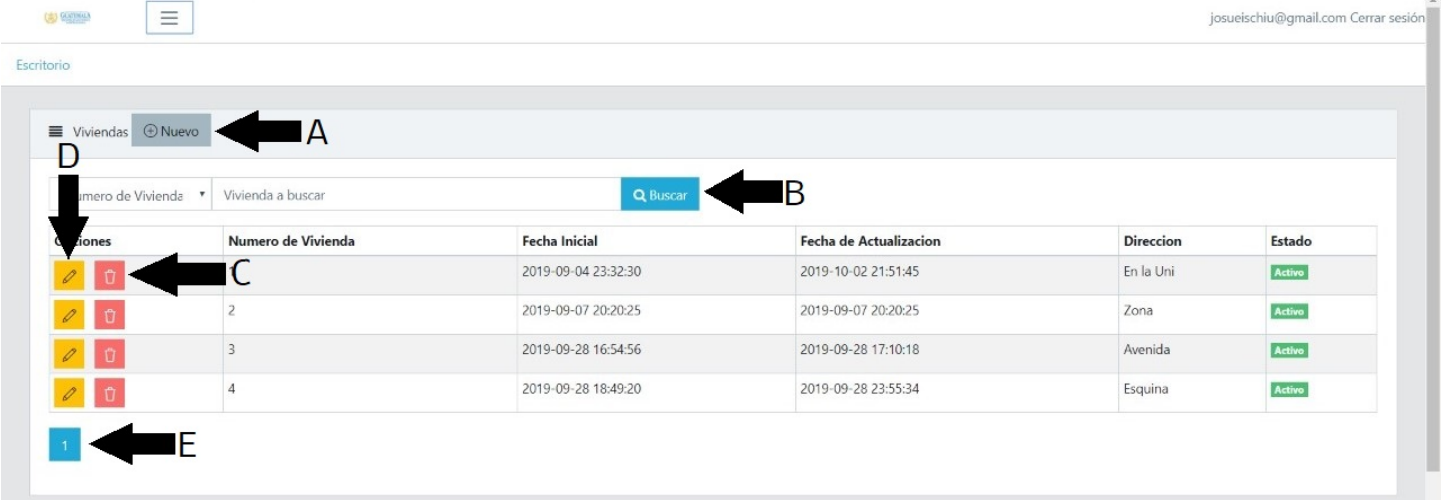 GUATEMALA
josueischiu@gmail.com Cerrar sesión
Escritorio
Viviendas Nuevo A
D
umero de Vivienda Vivienda a buscar Buscar B
Numero de Vivienda Fecha Inicial Fecha de Actualizacion Direccion Estado
C 2019-09-04 23:32:30 2019-10-02 21:51:45 En la Uni Activo
2 2019-09-07 20:20:25 2019-09-07 20:20:25 Zona Activo
3 2019-09-28 16:54:56 2019-09-28 17:10:18 Avenida Activo
4 2019-09-28 18:49:20 2019-09-28 23:55:34 Esquina Activo
1 E